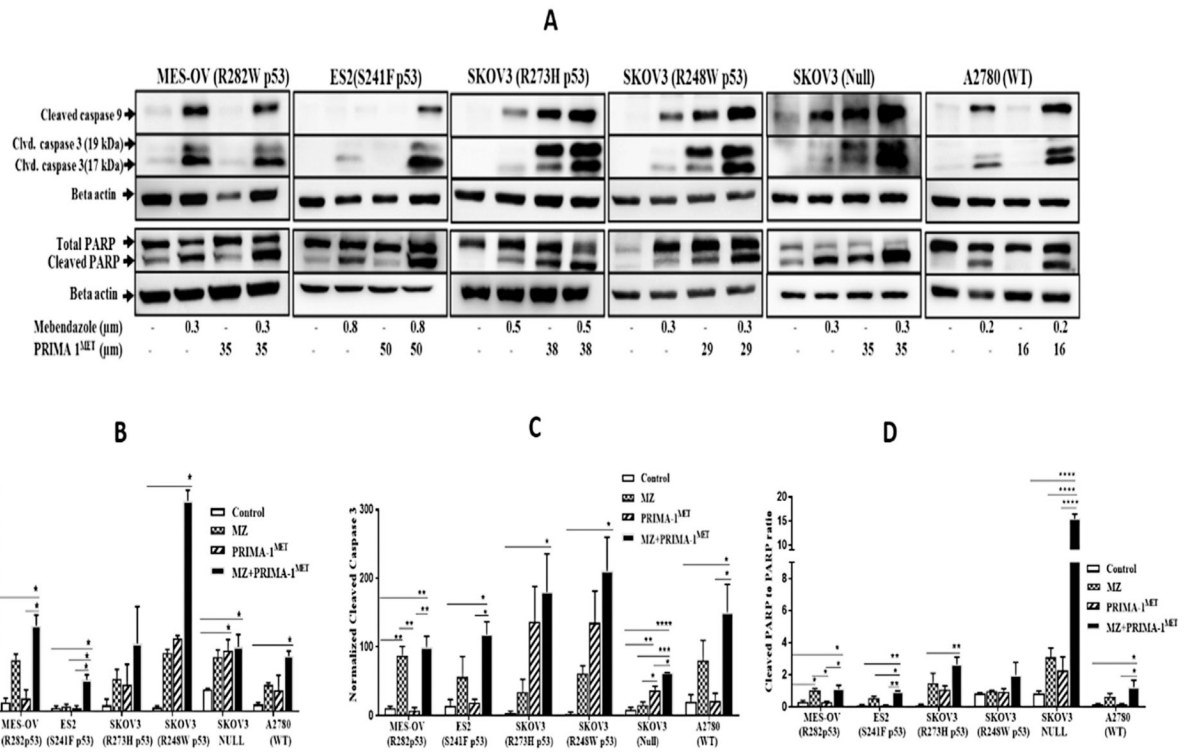 A
MES-OV (R282W p53) ES2(S241F p53) SKOV3 (R273H p53) SKOV3 (R248W p53) SKOV3 (Null) A2780 (WT)
Cleaved caspase 9
Clvd. caspase 3 (19 kDa)
Clvd. caspase 3(17 kDa)
Beta actin
Total PARP
Cleaved PARP
Beta actin
Mebendazole (μm) - 0.3 - 0.3 - 0.8 - 0.8 - 0.5 - 0.5 - 0.3 - 0.3 - 0.3 - 0.3 - 0.2 - 0.2
PRIMA 1MET (μm) - - 35 35 - - 50 50 - - 38 38 - - 29 29 - - 35 35 - - 16 16
B
Control
MZ
PRIMA-1MET
MZ+PRIMA-1MET
MES-OV ES2 SKOV3 SKOV3 SKOV3 A2780
(R282p53) (S241F p53) (R273H p53) (R248W p53) NULL (WT)
C
Normalized Cleaved Caspase 3
300
200
100
0
Control
MZ
PRIMA-1MET
MZ+PRIMA-1MET
MES-OV ES2 SKOV3 SKOV3 SKOV3 A2780
(R282p53) (S241F p53) (R273H p53) (R248W p53) (Null) (WT)
D
Cleaved PARP to PARP ratio
20
15
10
8
6
4
2
0
Control
MZ
PRIMA-1MET
MZ+PRIMA-1MET
MES-OV ES2 SKOV3 SKOV3 SKOV3 A2780
(R282p53) (S241F p53) (R273H p53) (R248W p53) NULL (WT)